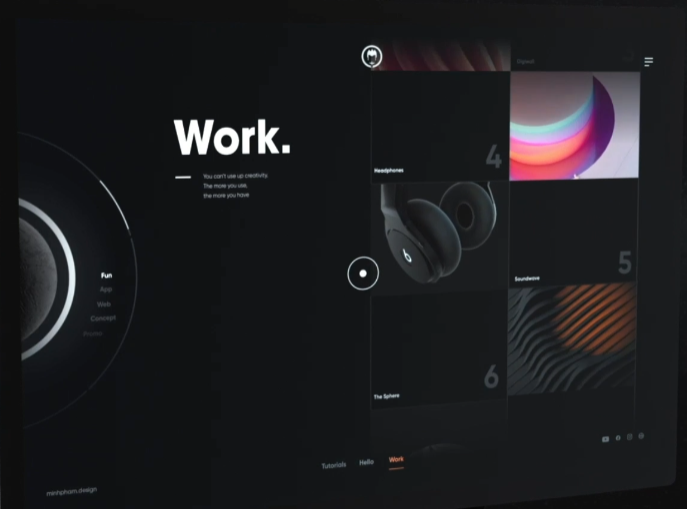 Work.
You can't use up creativity.
The more you use,
the more you have
Fun
App
Web
Concept
4
Headphones
5
Soundwave
6
The Sphere
Tutorials Hello Work
minhpham.design